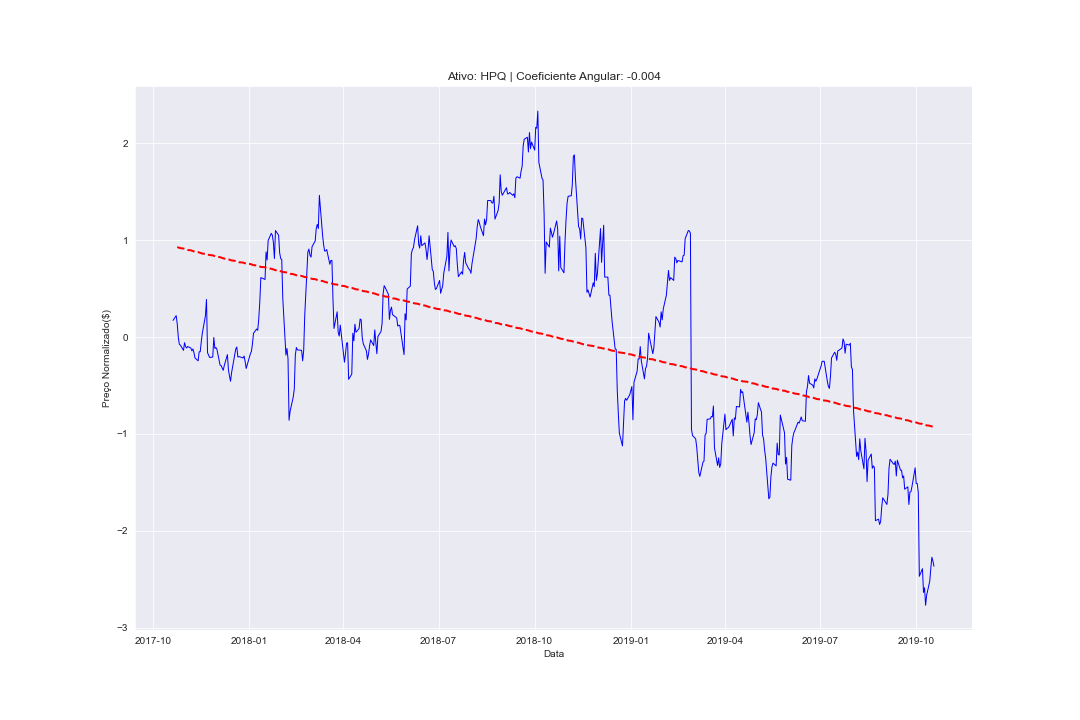 Ativo: HPQ | Coeficiente Angular: -0.004
Preço Normalizado($)
2
1
0
−1
−2
−3
2017-10 2018-01 2018-04 2018-07 2018-10 2019-01 2019-04 2019-07 2019-10
Data